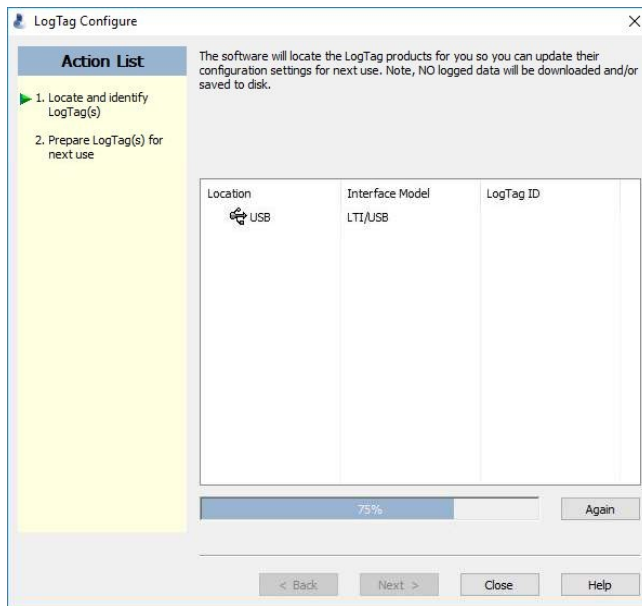 LogTag Configure
Action List
1. Locate and identify
LogTag(s)
2. Prepare LogTag(s) for
next use
The software will locate the LogTag products for you so you can update their
configuration settings for next use. Note, NO logged data will be downloaded and/or
saved to disk.
Location Interface Model LogTag ID
USB LTI/USB
75%
Again
< Back Next > Close Help